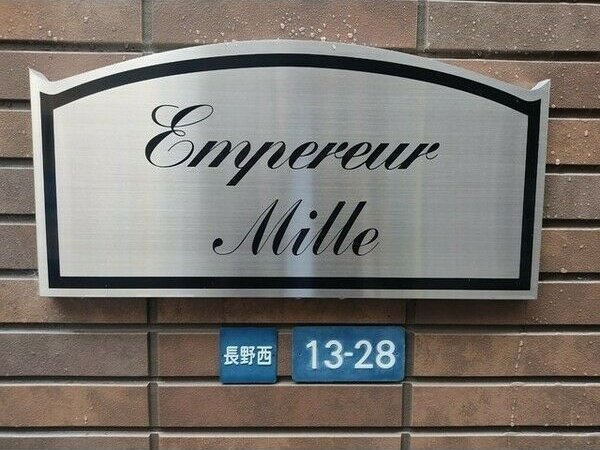 Empereur
Mille
長野西 13-28